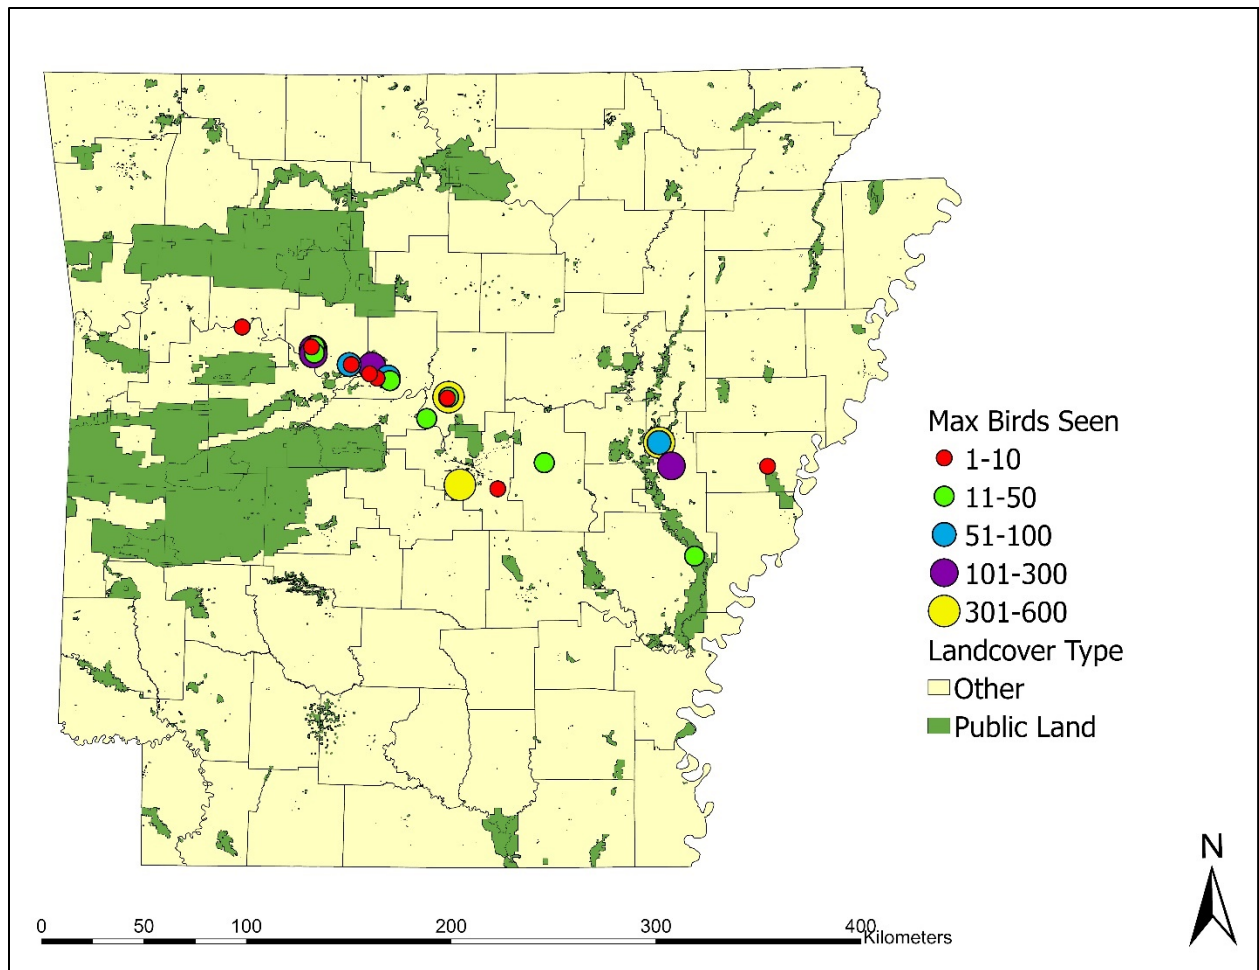 Max Birds Seen
1-10
11-50
51-100
101-300
301-600
Landcover Type
Other
Public Land
N
0 50 100 200 300 400
Kilometers